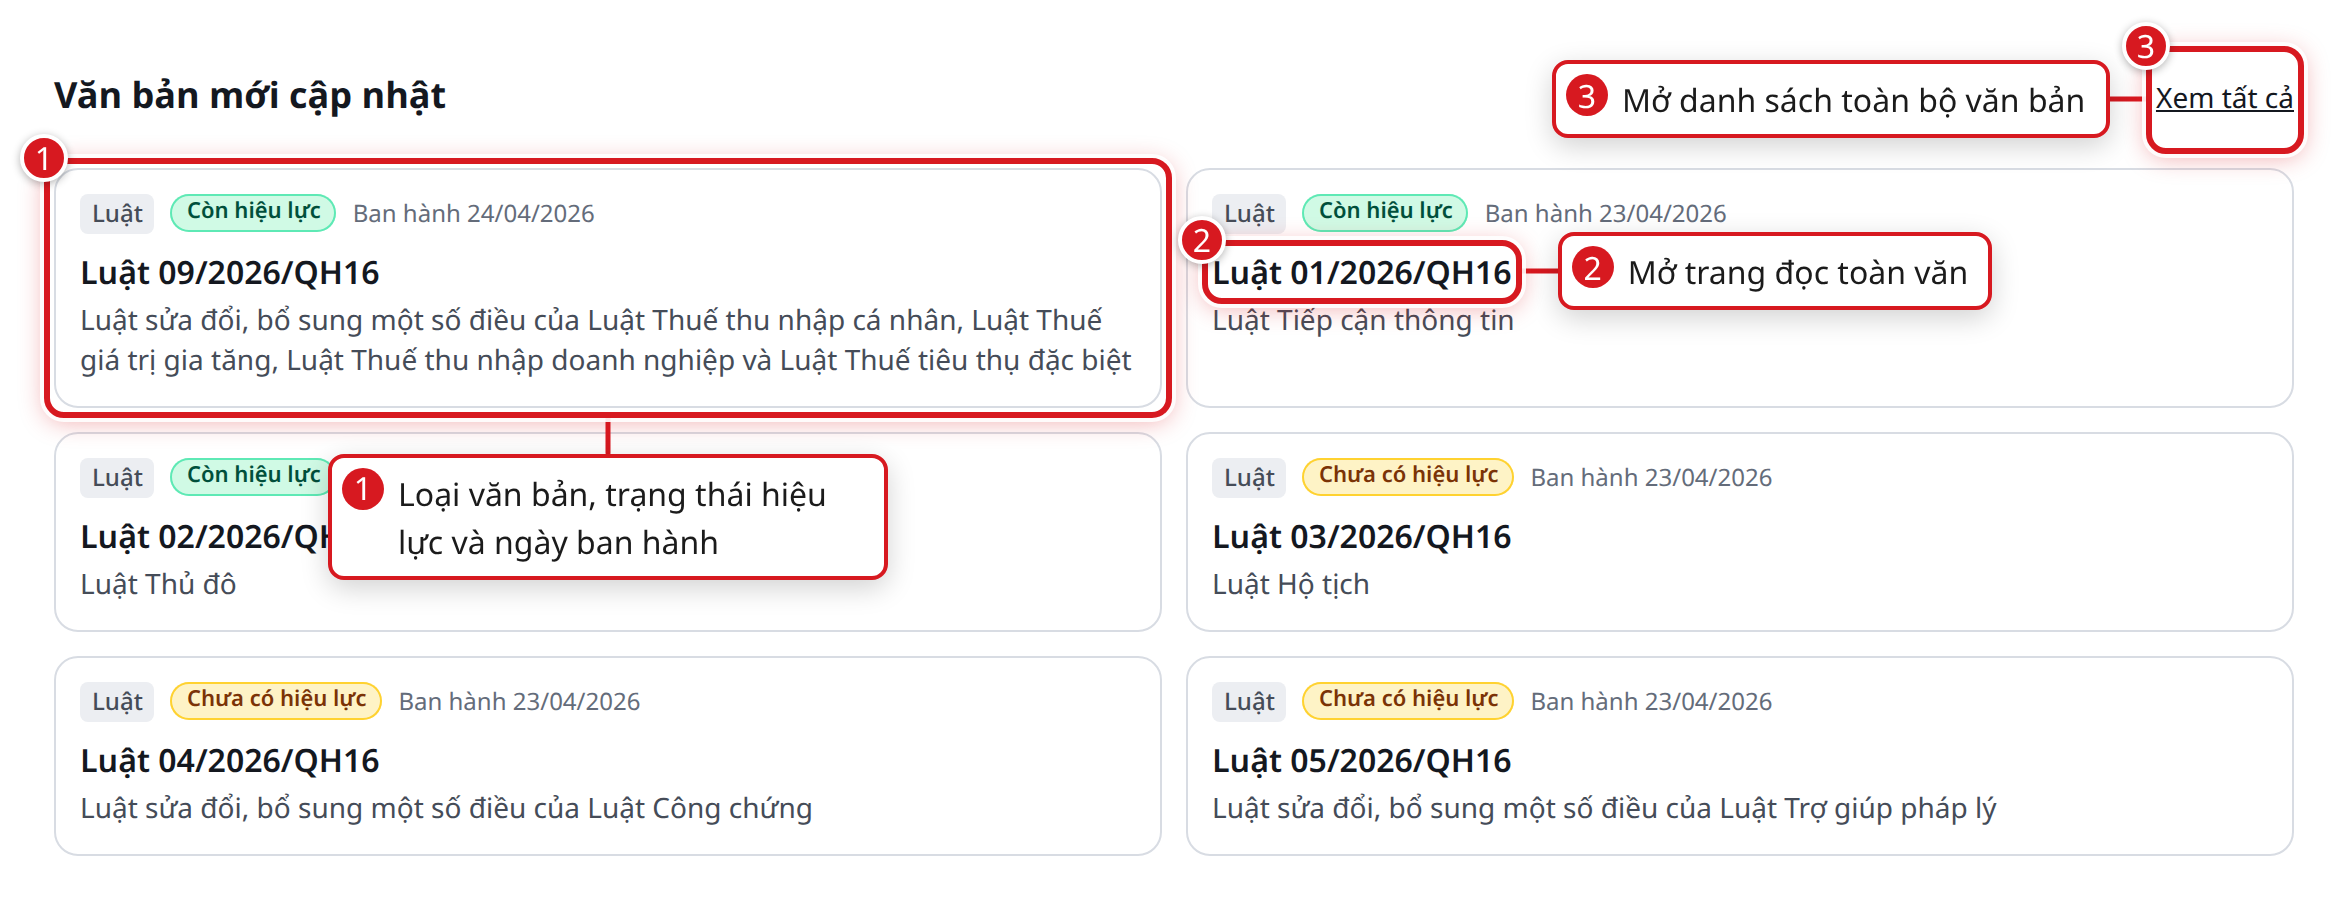 Văn bản mới cập nhật
3 Mở danh sách toàn bộ văn bản
3
Xem tất cả
1
Luật Còn hiệu lực Ban hành 24/04/2026
Luật 09/2026/QH16
Luật sửa đổi, bổ sung một số điều của Luật Thuế thu nhập cá nhân, Luật Thuế
giá trị gia tăng, Luật Thuế thu nhập doanh nghiệp và Luật Thuế tiêu thụ đặc biệt
Luật Còn hiệu lực Ban hành 23/04/2026
2
Luật 01/2026/QH16
2 Mở trang đọc toàn văn
Luật Tiếp cận thông tin
Luật Còn hiệu lực
1 Loại văn bản, trạng thái hiệu
lực và ngày ban hành
Luật 02/2026/QH
Luật Thủ đô
Luật Chưa có hiệu lực Ban hành 23/04/2026
Luật 03/2026/QH16
Luật Hộ tịch
Luật Chưa có hiệu lực Ban hành 23/04/2026
Luật 04/2026/QH16
Luật sửa đổi, bổ sung một số điều của Luật Công chứng
Luật Chưa có hiệu lực Ban hành 23/04/2026
Luật 05/2026/QH16
Luật sửa đổi, bổ sung một số điều của Luật Trợ giúp pháp lý